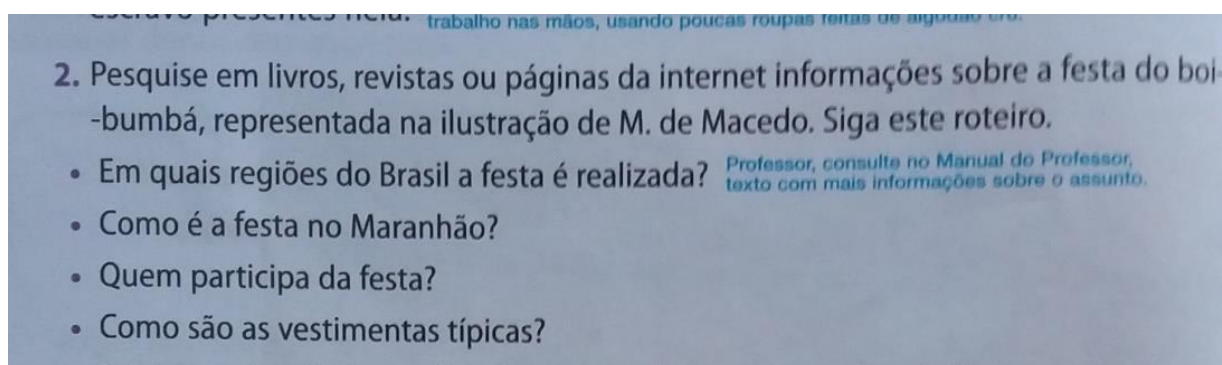 trabalho nas mãos, usando poucas roupas feitas de algodão cru.
2. Pesquise em livros, revistas ou páginas da internet informações sobre a festa do boi-
-bumbá, representada na ilustração de M. de Macedo. Siga este roteiro.
• Em quais regiões do Brasil a festa é realizada? Professor, consulte no Manual do Professor,
texto com mais informações sobre o assunto.
• Como é a festa no Maranhão?
• Quem participa da festa?
• Como são as vestimentas típicas?